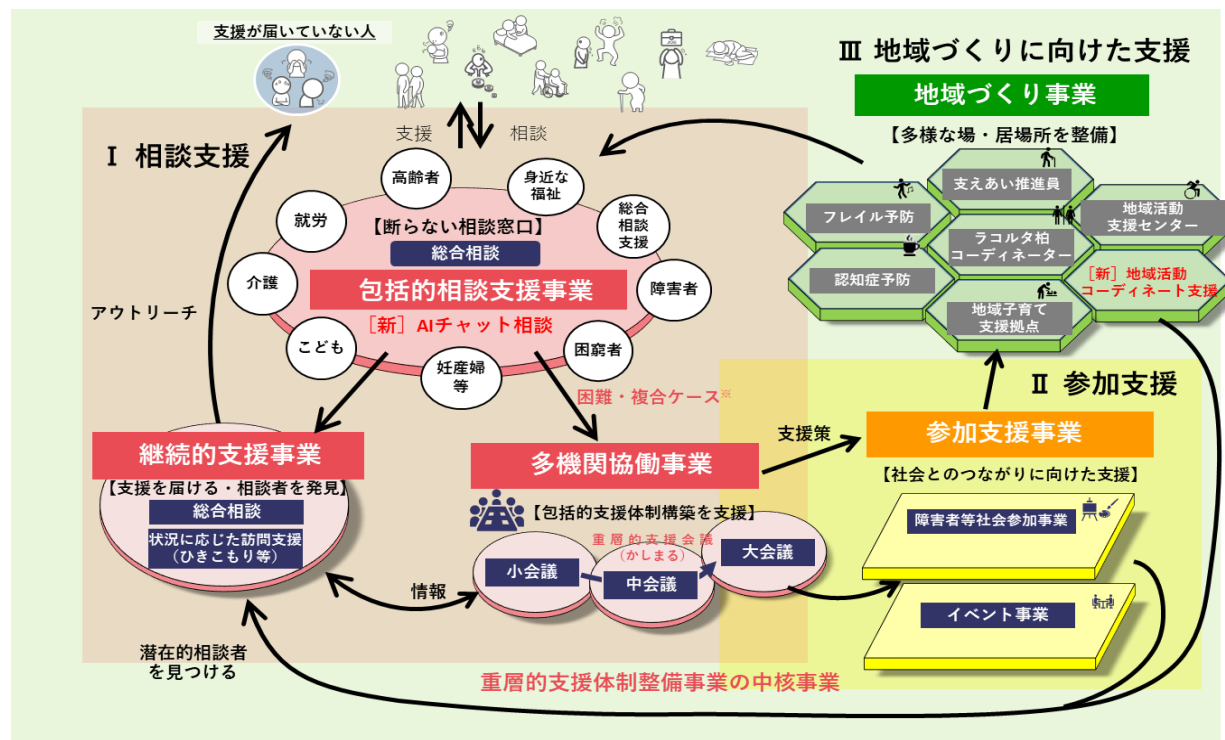 支援が届いていない人
支援
相談
Ⅰ 相談支援
高齢者
身近な
福祉
就労
総合
相談
支援
【断らない相談窓口】
総合相談
介護
包括的相談支援事業
障害者
［新］AIチャット相談
こども
妊産婦
等
困窮者
アウトリーチ
困難・複合ケース※
継続的支援事業
【支援を届ける・相談者を発見】
総合相談
状況に応じた訪問支援
（ひきこもり等）
多機関協働事業
【包括的支援体制構築を支援】
重層的支援会議
（かしまる）
小会議
中会議
大会議
情報
潜在的相談者
を見つける
重層的支援体制整備事業の中核事業
支援策
Ⅱ 参加支援
参加支援事業
【社会とのつながりに向けた支援】
障害者等社会参加事業
イベント事業
Ⅲ 地域づくりに向けた支援
地域づくり事業
【多様な場・居場所を整備】
支えあい推進員
フレイル予防
地域活動
支援センター
ラコルタ柏
コーディネーター
認知症予防
［新］地域活動
コーディネート支援
地域子育て
支援拠点